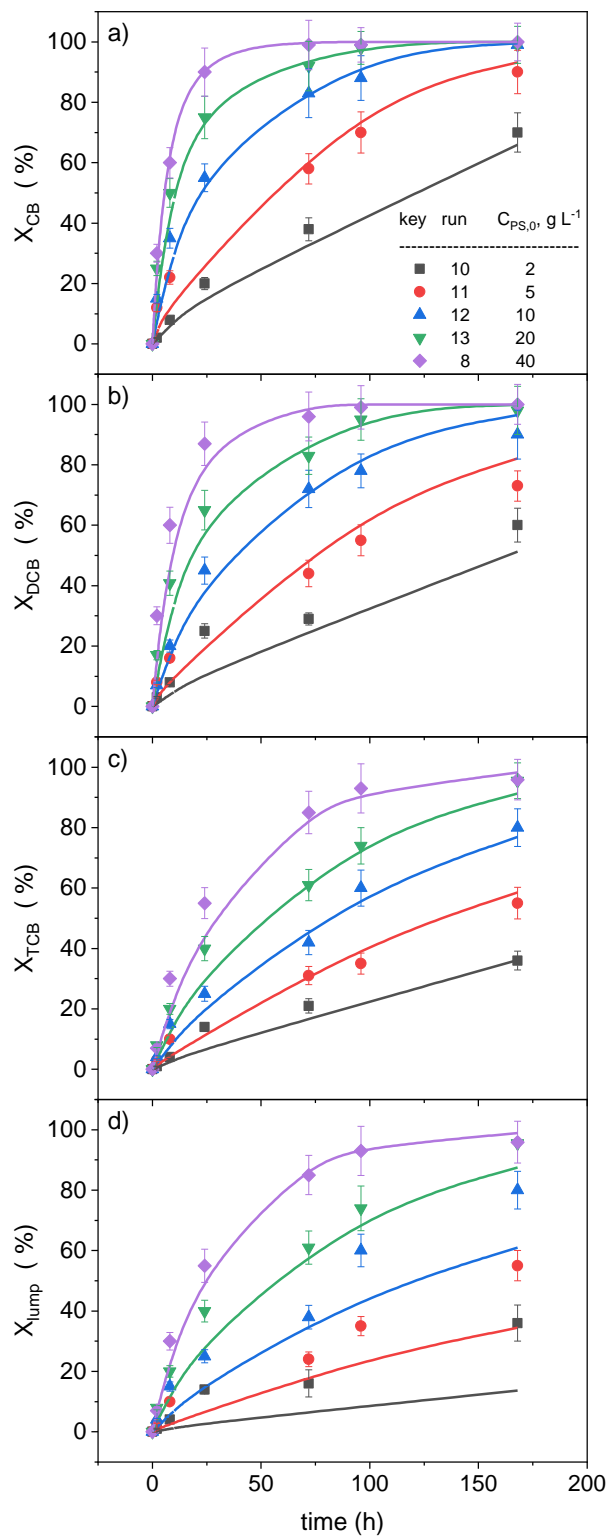 a)
100
80
60
40
20
0
X_CB ( % )
key run C_PS,0, g L^-1
10 2
11 5
12 10
13 20
8 40
b)
100
80
60
40
20
0
X_DCB ( % )
c)
100
80
60
40
20
0
X_TCB ( % )
d)
100
80
60
40
20
0
X_lump ( % )
0 50 100 150 200
time (h)